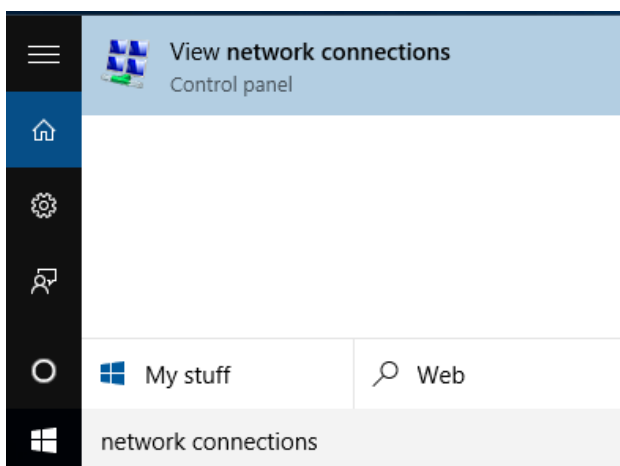 View network connections
Control panel
My stuff
Web
network connections